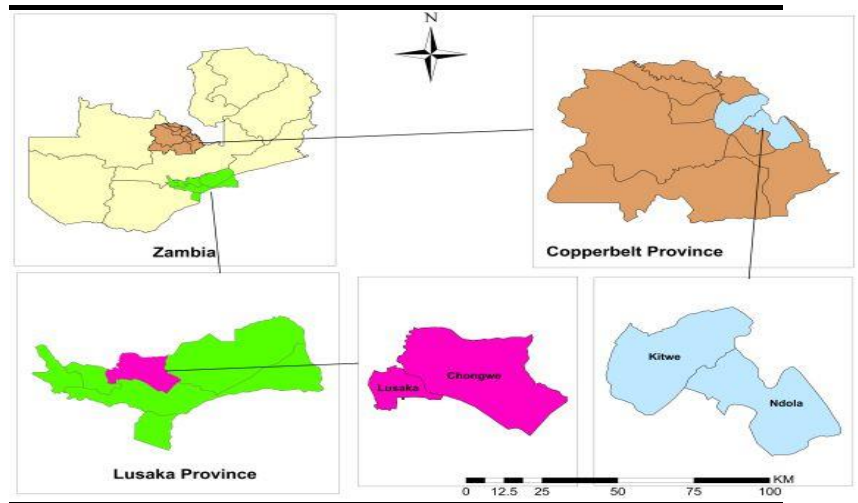 N
Zambia
Copperbelt Province
Lusaka Province
Lusaka
Chongwe
Kitwe
Ndola
KM
0 12.5 25 50 75 100